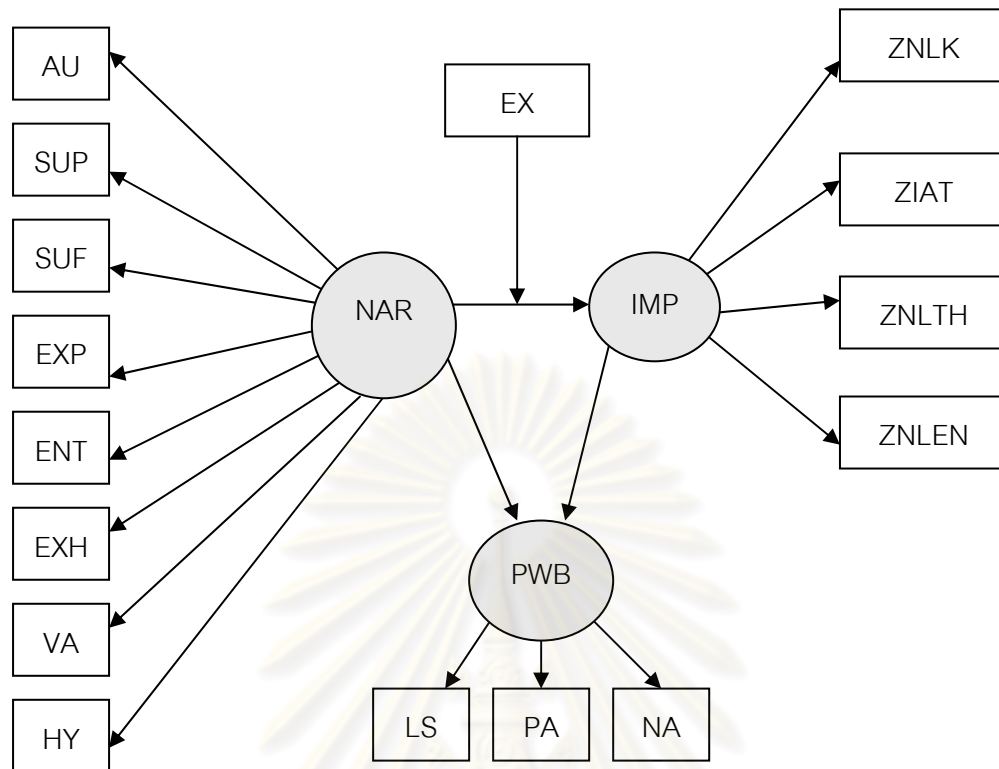 AU
SUP
SUF
EXP
ENT
EXH
VA
HY
EX
NAR
IMP
ZNLK
ZIAT
ZNLTH
ZNLEN
PWB
LS
PA
NA